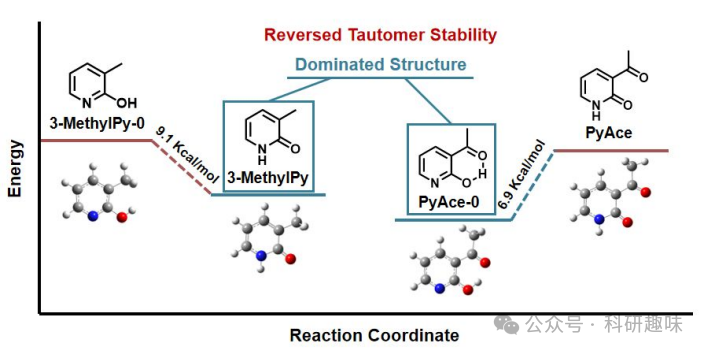 Reversed Tautomer Stability
Dominated Structure
N
OH
3-MethylPy-0
9.1 Kcal/mol
N
H
O
3-MethylPy
O
H
N
O
PyAce-0
6.9 Kcal/mol
O
N
H
O
PyAce
Energy
Reaction Coordinate
公众号 · 科研趣味